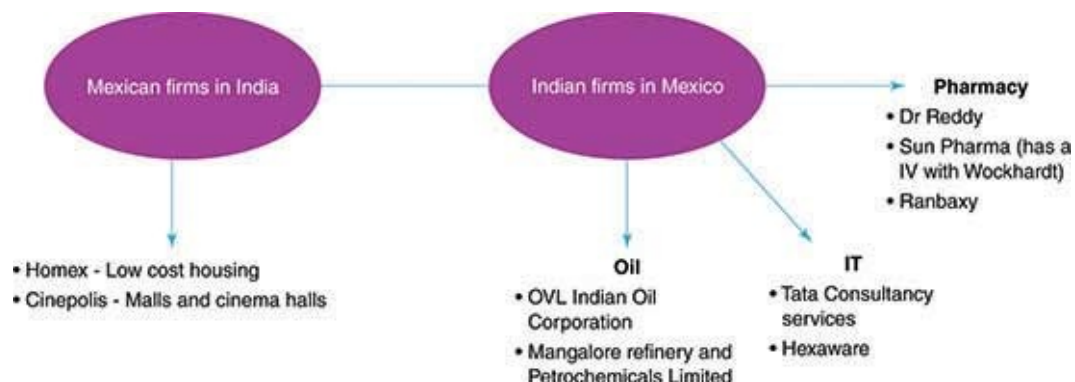 Mexican firms in India
Indian firms in Mexico
Pharmacy
• Dr Reddy
• Sun Pharma (has a
IV with Wockhardt)
• Ranbaxy
• Homex - Low cost housing
• Cinepolis - Malls and cinema halls
Oil
• OVL Indian Oil
Corporation
• Mangalore refinery and
Petrochemicals Limited
IT
• Tata Consultancy
services
• Hexaware